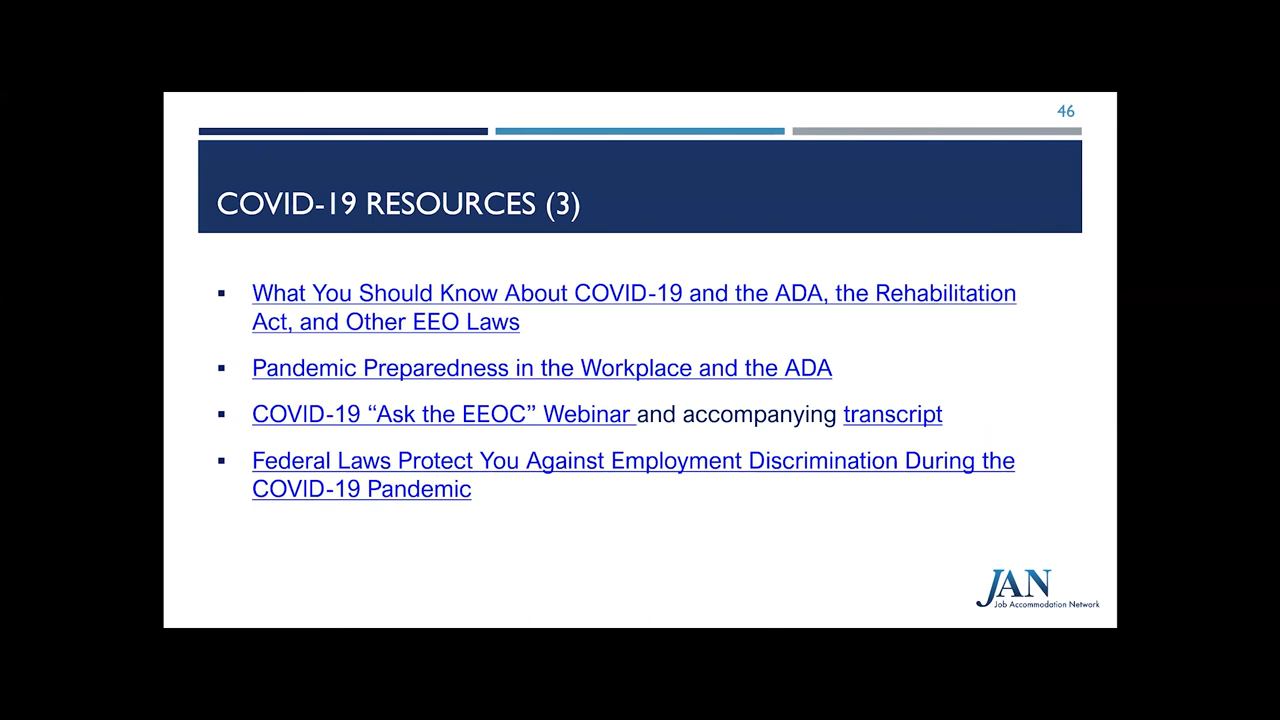 46
COVID-19 RESOURCES (3)
What You Should Know About COVID-19 and the ADA, the Rehabilitation
Act, and Other EEO Laws
Pandemic Preparedness in the Workplace and the ADA
COVID-19 “Ask the EEOC” Webinar and accompanying transcript
Federal Laws Protect You Against Employment Discrimination During the
COVID-19 Pandemic
JAN
Job Accommodation Network